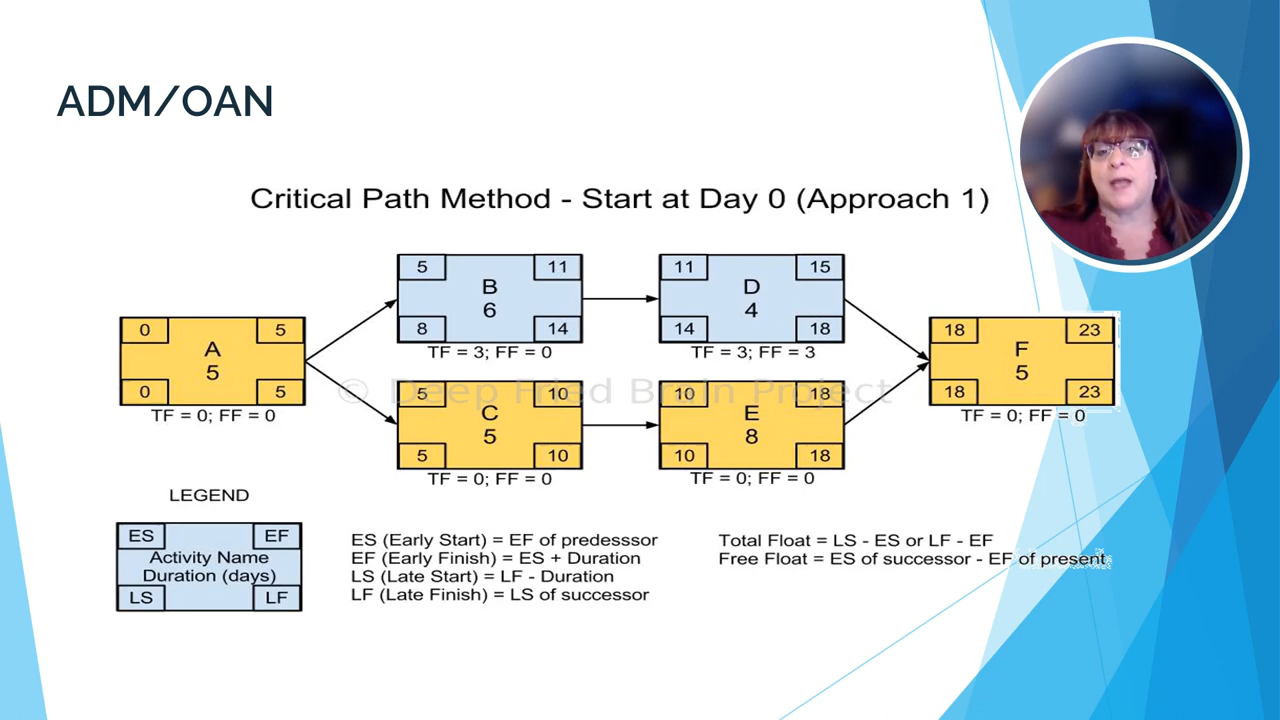 ADM/OAN
Critical Path Method - Start at Day 0 (Approach 1)
5 11
B
6
8 14
TF = 3; FF = 0
11 15
D
4
14 18
TF = 3; FF = 3
0 5
A
5
0 5
TF = 0; FF = 0
18 23
F
5
18 23
TF = 0; FF = 0
© Deep Fried Brain Project
5 10
C
5
5 10
TF = 0; FF = 0
10 18
E
8
10 18
TF = 0; FF = 0
LEGEND
ES EF
Activity Name
Duration (days)
LS LF
ES (Early Start) = EF of predesssor
EF (Early Finish) = ES + Duration
LS (Late Start) = LF - Duration
LF (Late Finish) = LS of successor
Total Float = LS - ES or LF - EF
Free Float = ES of successor - EF of present